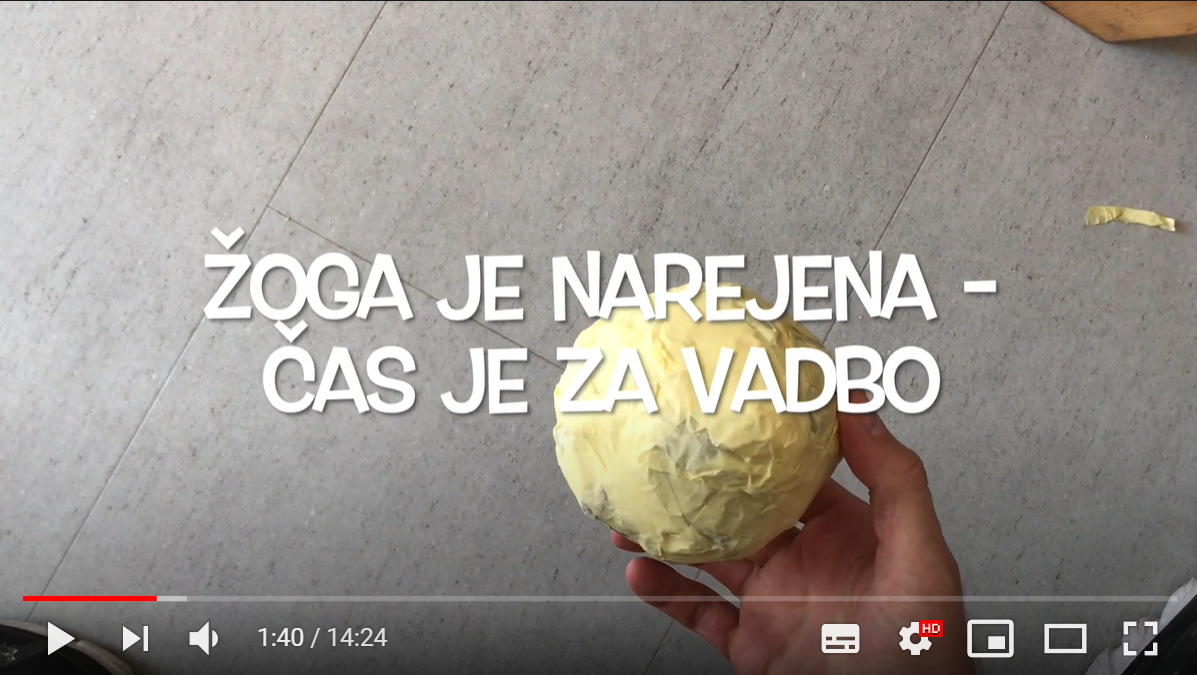 ŽOGA JE NAREJENA -
ČAS JE ZA VADBO
1:40 / 14:24
HD